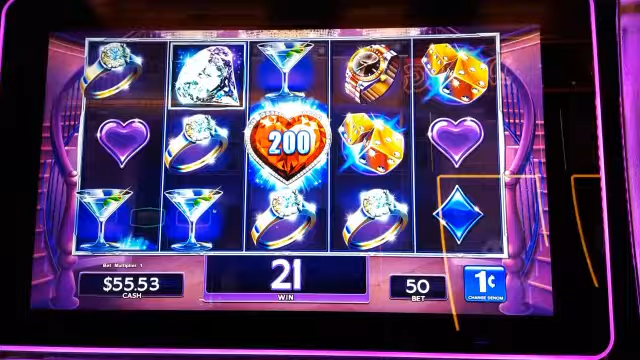 200
Bet Multiplier 1
$55.53
CASH
21
WIN
50
BET
1¢
CHANGE DENOM